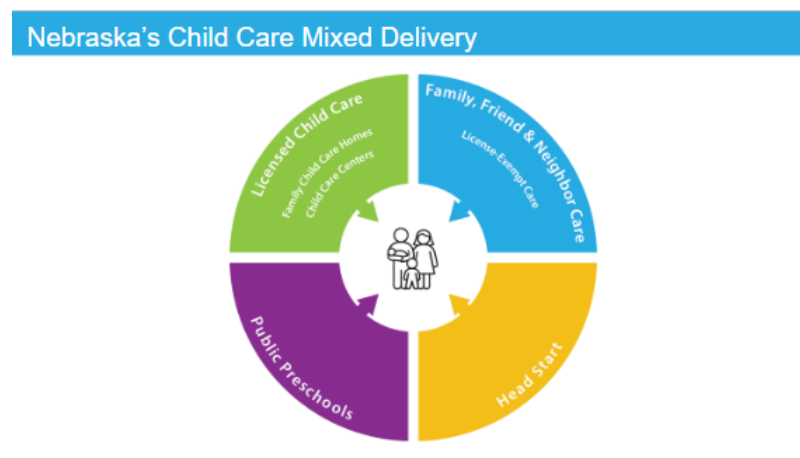 Nebraska's Child Care Mixed Delivery
Licensed Child Care
Family Child Care Homes
Child Care Centers
Family, Friend & Neighbor Care
License-Exempt Care
Public Preschools
Head Start